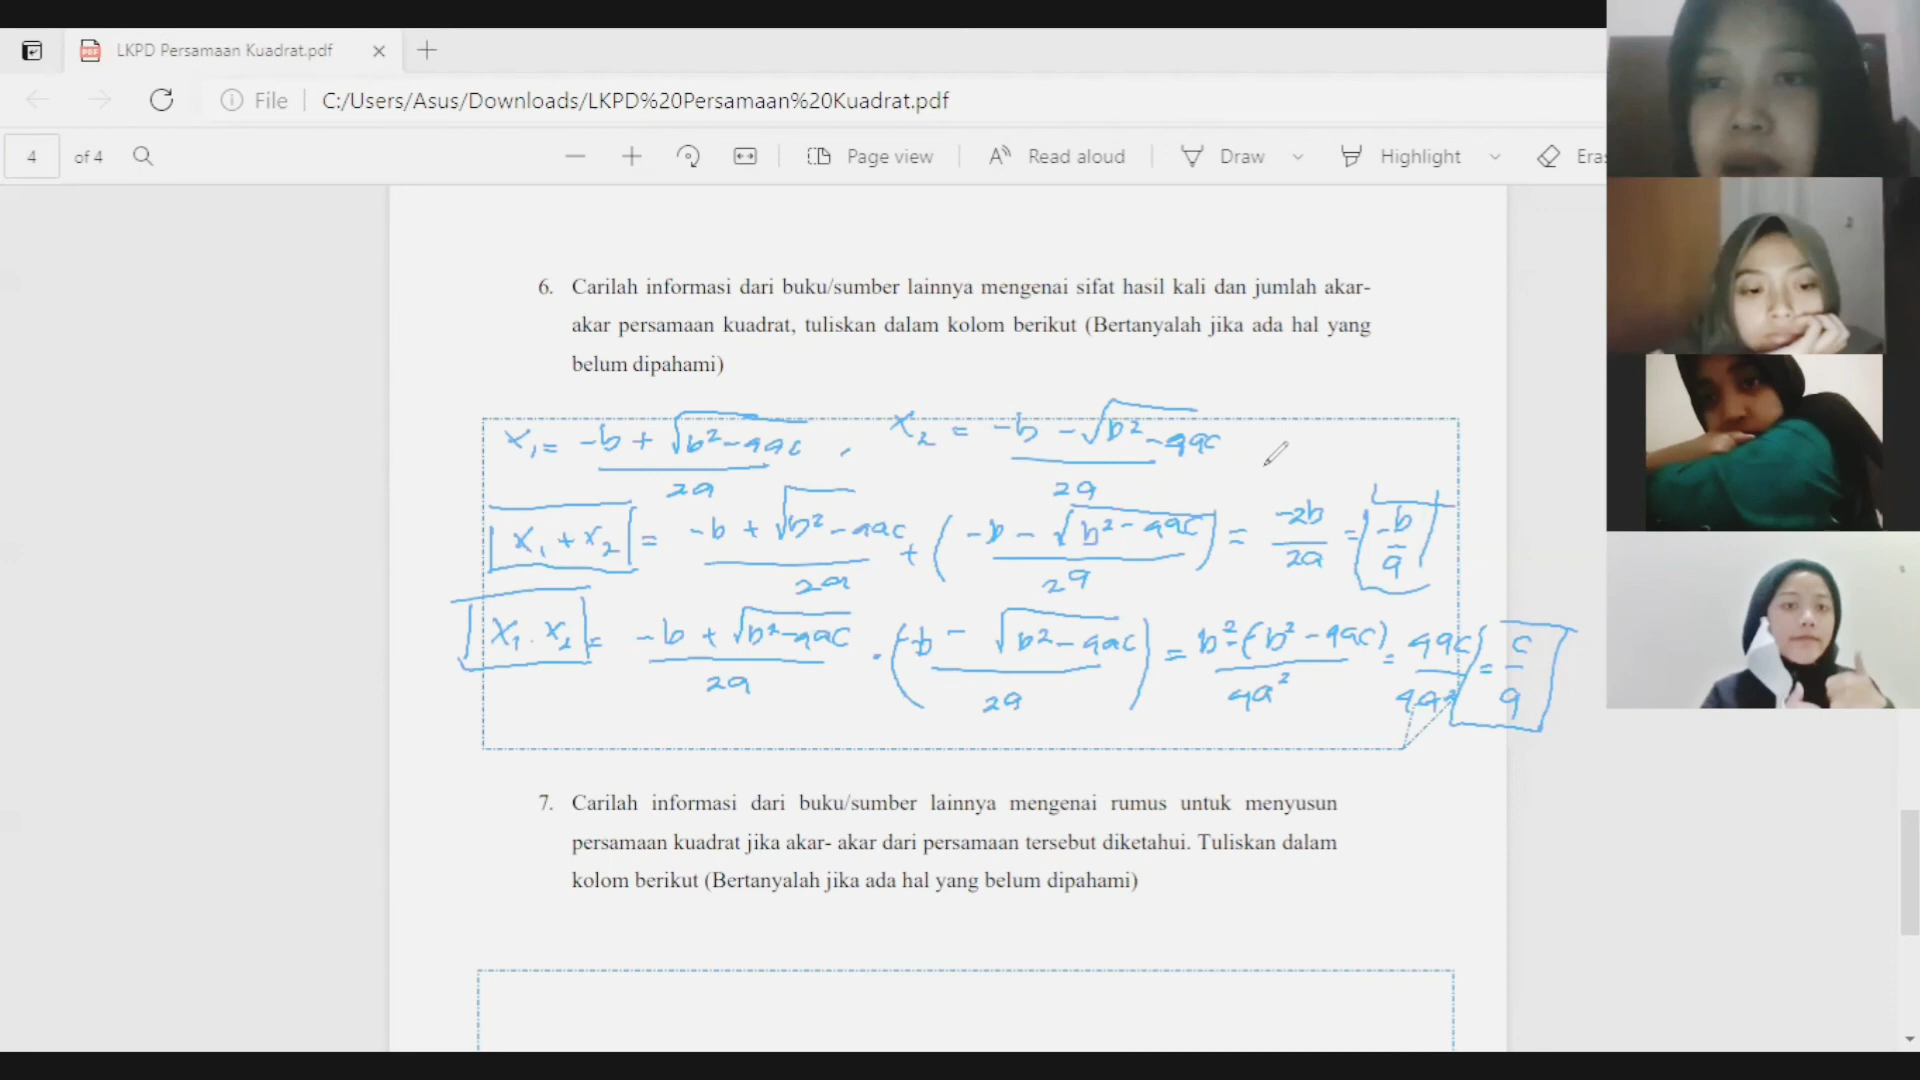 LKPD Persamaan Kuadrat.pdf
File C:/Users/Asus/Downloads/LKPD%20Persamaan%20Kuadrat.pdf
4 of 4 Page view Read aloud Draw Highlight Eras
6. Carilah informasi dari buku/sumber lainnya mengenai sifat hasil kali dan jumlah akar-
akar persamaan kuadrat, tuliskan dalam kolom berikut (Bertanyalah jika ada hal yang
belum dipahami)
x₁ = (-b + √(b² - 4ac))/2a , x₂ = (-b - √(b² - 4ac))/2a
x₁ + x₂ = (-b + √(b² - 4ac))/2a + ((-b - √(b² - 4ac))/2a) = -2b/2a = -b/a
x₁ . x₂ = (-b + √(b² - 4ac))/2a . ((-b - √(b² - 4ac))/2a) = (b² - (b² - 4ac))/4a² = 4ac/4a² = c/a
7. Carilah informasi dari buku/sumber lainnya mengenai rumus untuk menyusun
persamaan kuadrat jika akar- akar dari persamaan tersebut diketahui. Tuliskan dalam
kolom berikut (Bertanyalah jika ada hal yang belum dipahami)